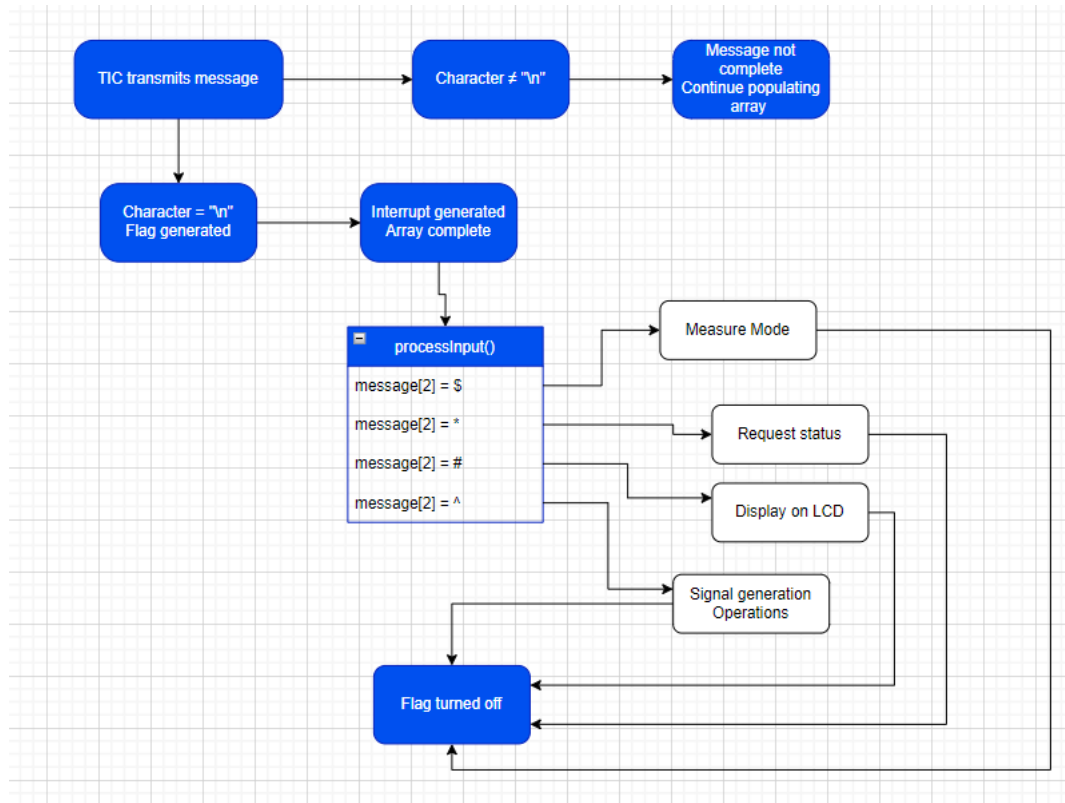 TIC transmits message
Character ≠ "\n"
Message not
complete
Continue populating
array
Character = "\n"
Flag generated
Interrupt generated
Array complete
processInput()
message[2] = $
message[2] = *
message[2] = #
message[2] = ^
Measure Mode
Request status
Display on LCD
Signal generation
Operations
Flag turned off